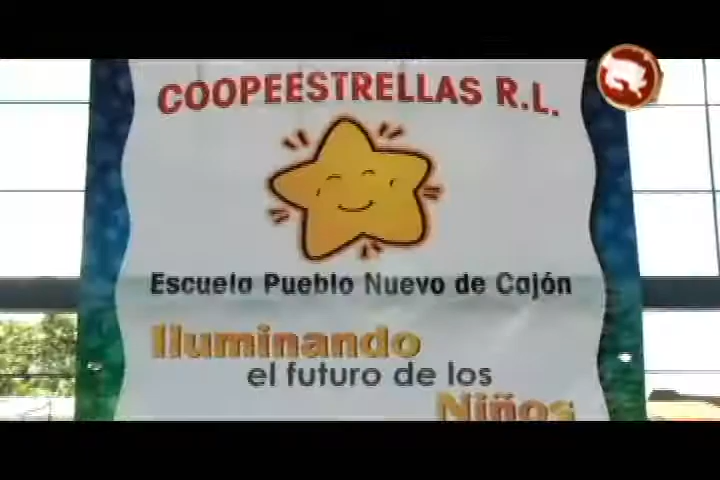 COOPEESTRELLAS R.L.
Escuela Pueblo Nuevo de Cajón
Iluminando
el futuro de los
Niños